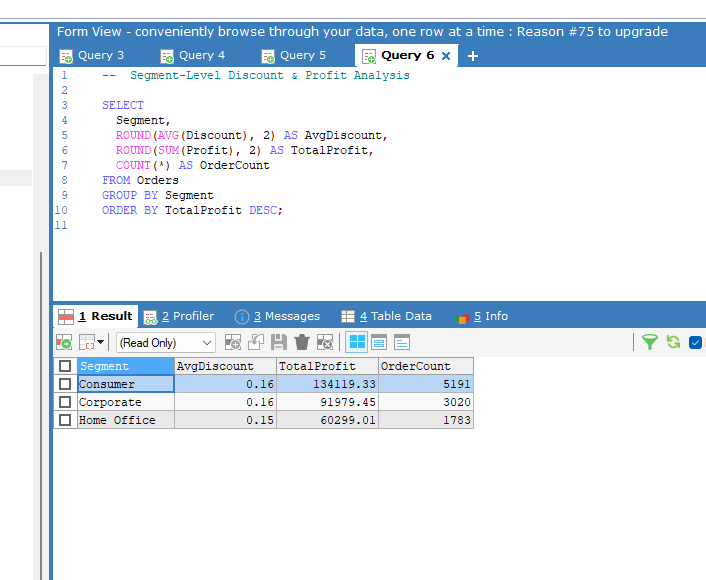 Form View - conveniently browse through your data, one row at a time : Reason #75 to upgrade
Query 3 Query 4 Query 5 Query 6 × +
1 -- Segment-Level Discount & Profit Analysis
2
3 SELECT
4 Segment,
5 ROUND(AVG(Discount), 2) AS AvgDiscount,
6 ROUND(SUM(Profit), 2) AS TotalProfit,
7 COUNT(*) AS OrderCount
8 FROM Orders
9 GROUP BY Segment
10 ORDER BY TotalProfit DESC;
11
1 Result 2 Profiler 3 Messages 4 Table Data 5 Info
(Read Only)
Segment AvgDiscount TotalProfit OrderCount
Consumer 0.16 134119.33 5191
Corporate 0.16 91979.45 3020
Home Office 0.15 60299.01 1783